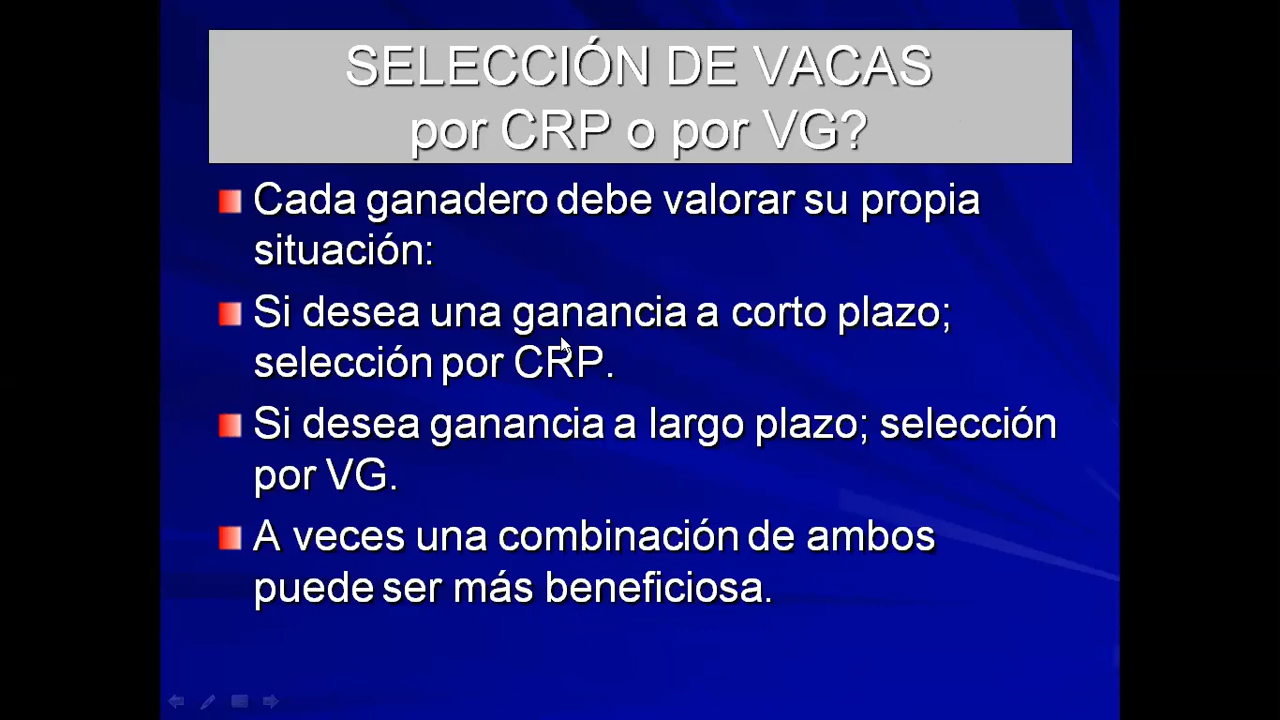 SELECCIÓN DE VACAS
por CRP o por VG?
Cada ganadero debe valorar su propia
situación:
Si desea una ganancia a corto plazo;
selección por CRP.
Si desea ganancia a largo plazo; selección
por VG.
A veces una combinación de ambos
puede ser más beneficiosa.